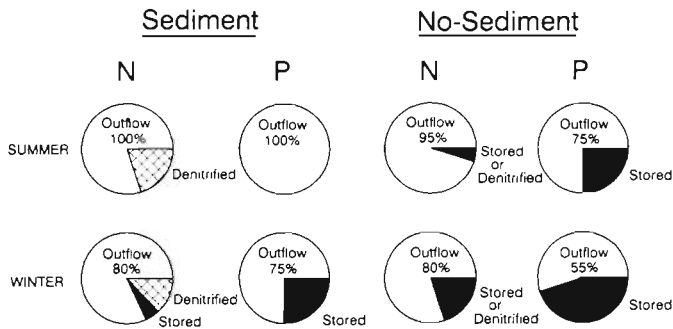 Sediment No-Sediment
N P N P
SUMMER
Outflow
100%
Denitrified
Outflow
100%
Outflow
95%
Stored
or
Denitrified
Outflow
75%
Stored
WINTER
Outflow
80%
Denitrified
Stored
Outflow
75%
Stored
Outflow
80%
Stored
or
Denitrified
Outflow
55%
Stored